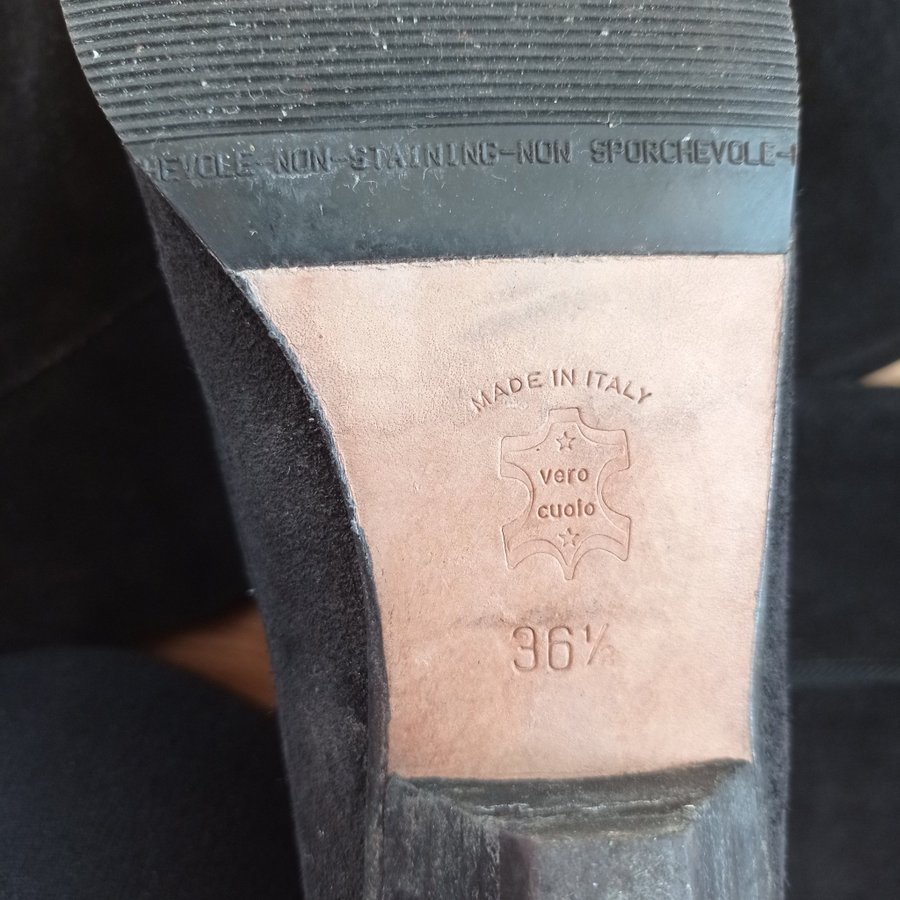 EVOLE-NON-STAINING-NON SPORCHEVOLE-
MADE IN ITALY
vero
cuoio
36½